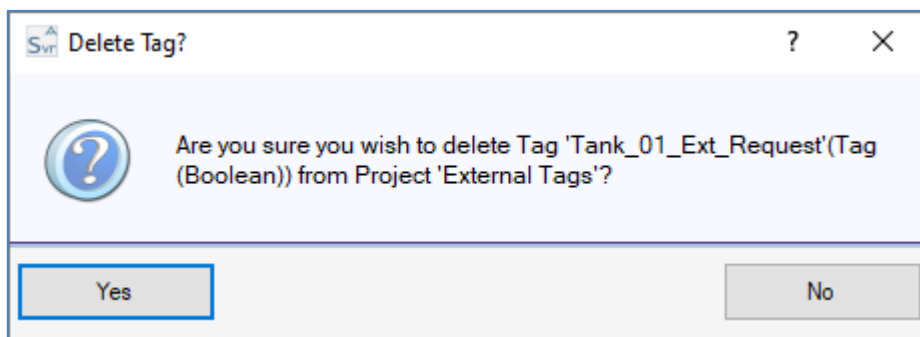 Svr Delete Tag? ?
Are you sure you wish to delete Tag 'Tank_01_Ext_Request'(Tag
(Boolean)) from Project 'External Tags'?
Yes No